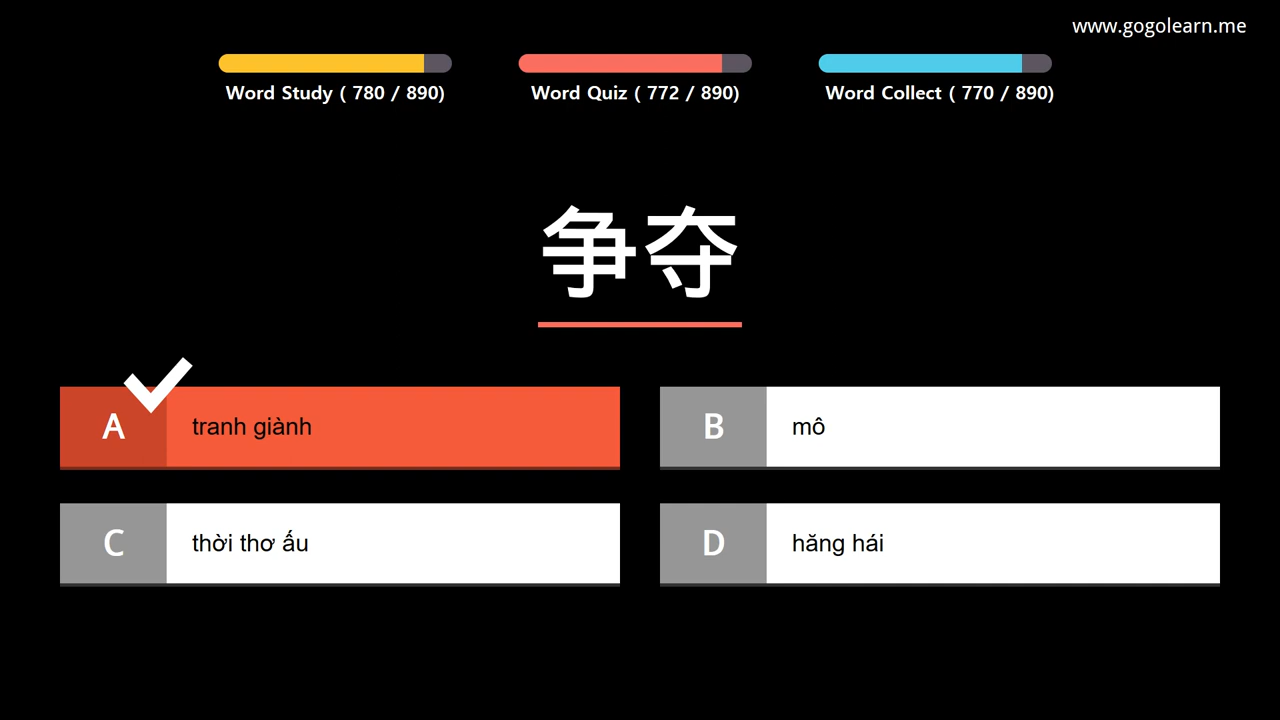 www.gogolearn.me
Word Study ( 780 / 890)
Word Quiz ( 772 / 890)
Word Collect ( 770 / 890)
争夺
A tranh giành
B mô
C thời thơ ấu
D hăng hái